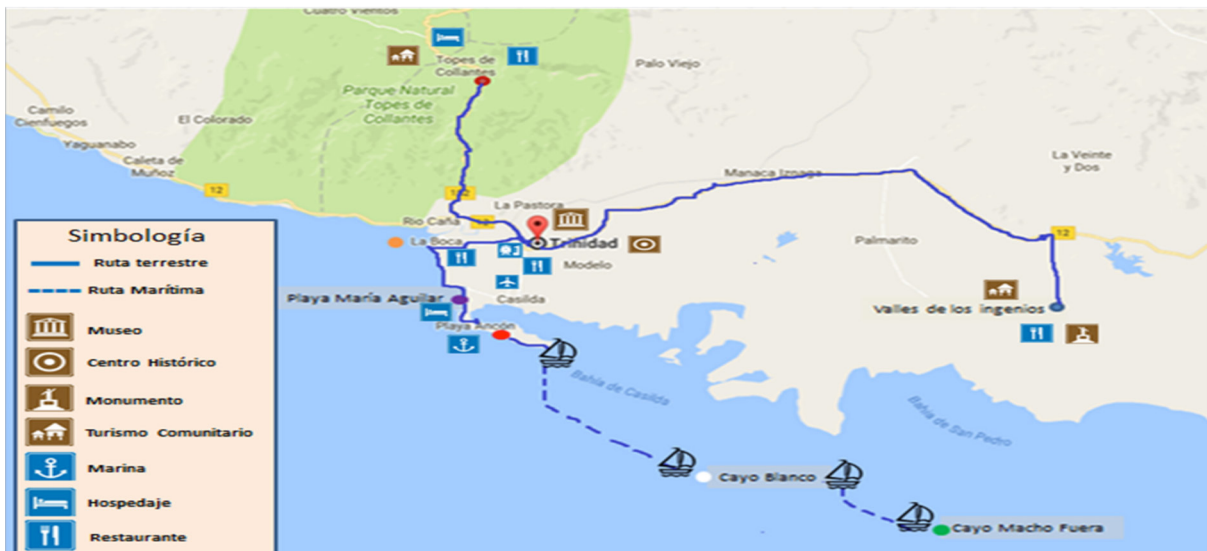 Cuatro Vientos
Topes de
Collantes
Parque Natural
Topes de
Collantes
Palo Viejo
Camilo
Cienfuegos
El Colorado
Yaguanabo
Caleta de
Muñoz
12
La Veinte
y Dos
Manaca Iznaga
La Pastora
Rio Caña
12
12
La Boca
Trinidad
Modelo
Palmarito
Playa María Aguilar
Casilda
Valles de los ingenios
Playa Ancón
Bahía de Casilda
Bahía de San Pedro
Cayo Blanco
Cayo Macho Fuera
Simbología
Ruta terrestre
Ruta Marítima
Museo
Centro Histórico
Monumento
Turismo Comunitario
Marina
Hospedaje
Restaurante